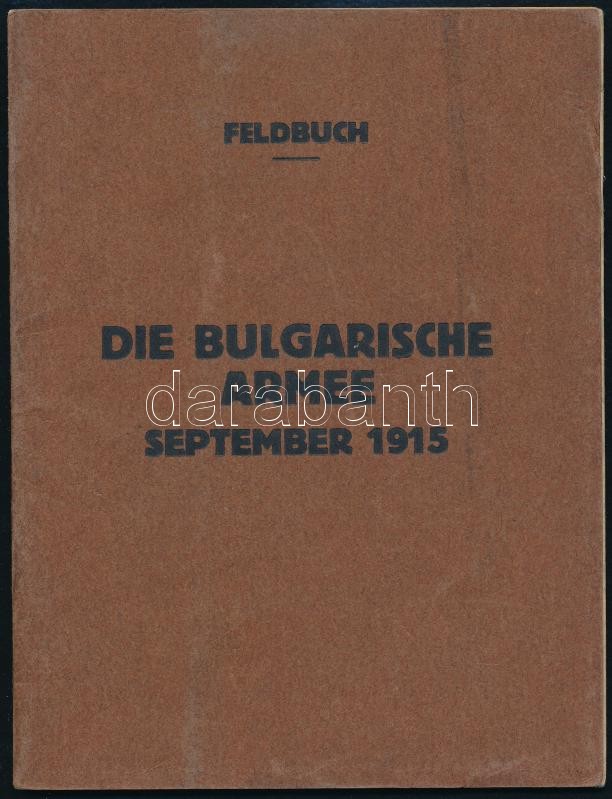 FELDBUCH
DIE BULGARISCHE
ARMEE
darabanth
SEPTEMBER 1915